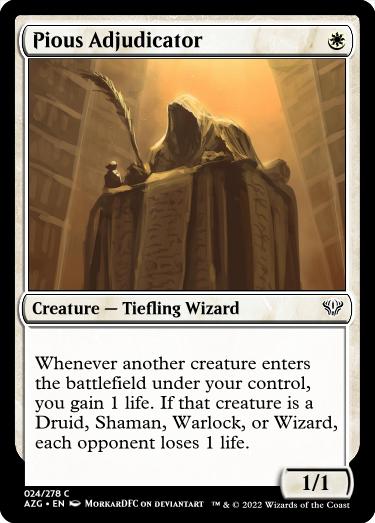 Pious Adjudicator
Creature — Tiefling Wizard
Whenever another creature enters
the battlefield under your control,
you gain 1 life. If that creature is a
Druid, Shaman, Warlock, or Wizard,
each opponent loses 1 life.
1/1
024/278 C
AZG • EN MorkarDFC on deviantart ™ & © 2022 Wizards of the Coast